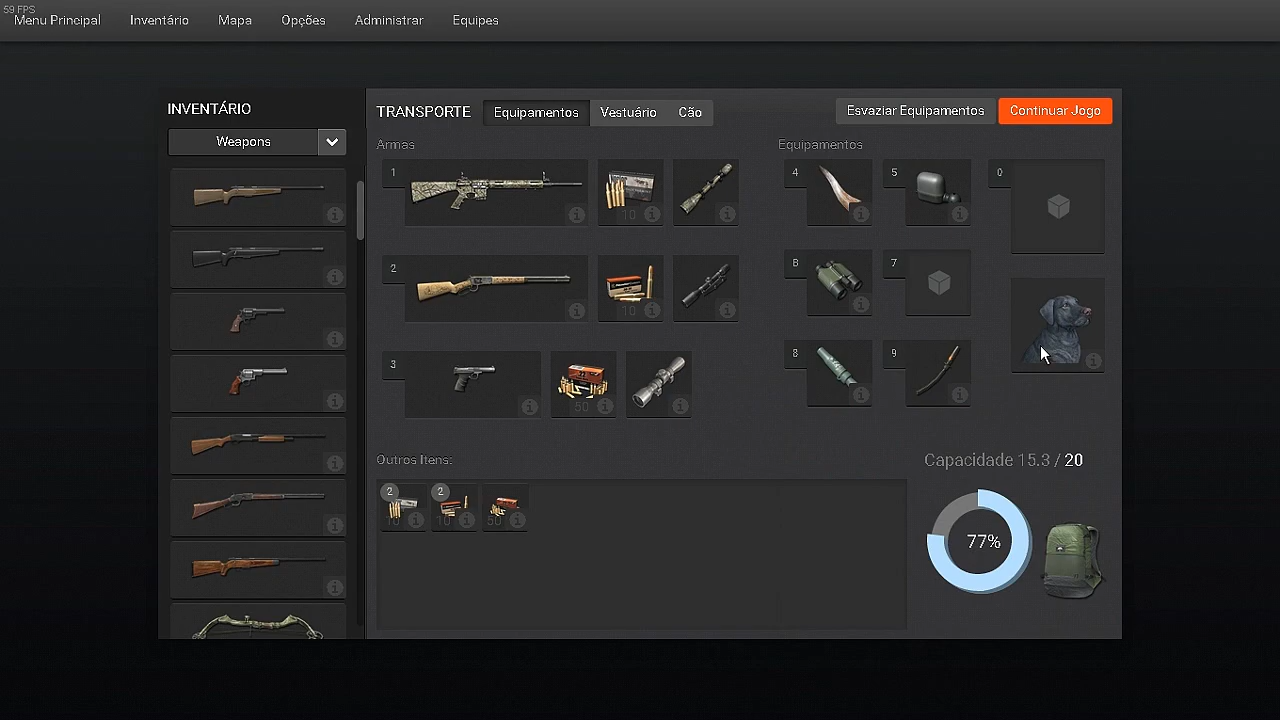 59 FPS
Menu Principal Inventário Mapa Opções Administrar Equipes
INVENTÁRIO
Weapons
TRANSPORTE Equipamentos Vestuário Cão Esvaziar Equipamentos Continuar Jogo
Armas Equipamentos
1 10 4 5 0
2 10 B 7
3 50 8 9
Outros Itens:
2 2
10 10 50
Capacidade 15.3 / 20
77%